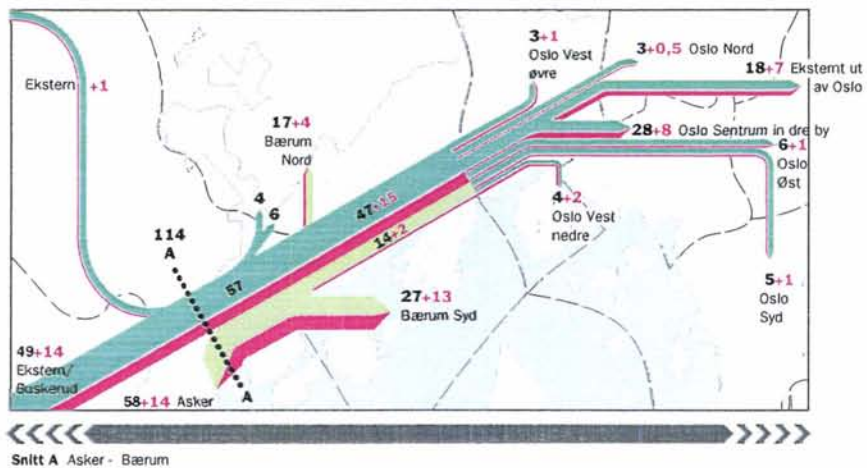 3+1
Oslo Vest
øvre
3+0,5 Oslo Nord
18+7 Eksternt ut
av Oslo
Ekstern
+1
17+4
Bærum
Nord
28+8 Oslo Sentrum in dre by
6+1
Oslo
Øst
4
6
47+25
4+2
Oslo Vest
nedre
114
A
14+2
57
27+13
Bærum Syd
5+1
Oslo
Syd
49+14
Ekstern/
Buskerud
58+14 Asker
A
Snitt A Asker - Bærum